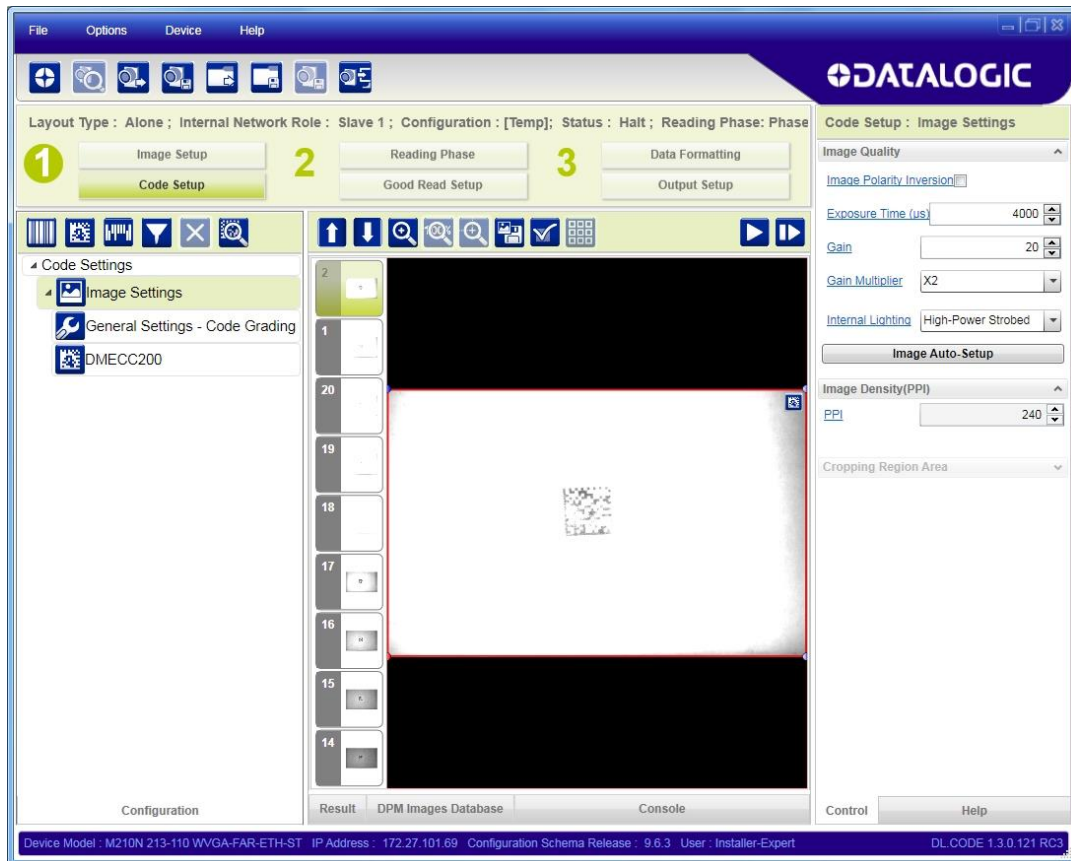 File Options Device Help
DATALOGIC
Layout Type : Alone ; Internal Network Role : Slave 1 ; Configuration : [Temp]; Status : Halt ; Reading Phase: Phase
1 Image Setup 2 Reading Phase 3 Data Formatting
Code Setup Good Read Setup Output Setup
Code Settings
Image Settings
General Settings - Code Grading
DMECC200
Configuration
100%
2
1
20
19
18
17
16
15
14
Result DPM Images Database Console
Code Setup : Image Settings
Image Quality
Image Polarity Inversion
Exposure Time (µs) 4000
Gain 20
Gain Multiplier X2
Internal Lighting High-Power Strobed
Image Auto-Setup
Image Density(PPI)
PPI 240
Cropping Region Area
Control Help
Device Model : M210N 213-110 WVGA-FAR-ETH-ST IP Address : 172.27.101.69 Configuration Schema Release : 9.6.3 User : Installer-Expert DL.CODE 1.3.0.121 RC3